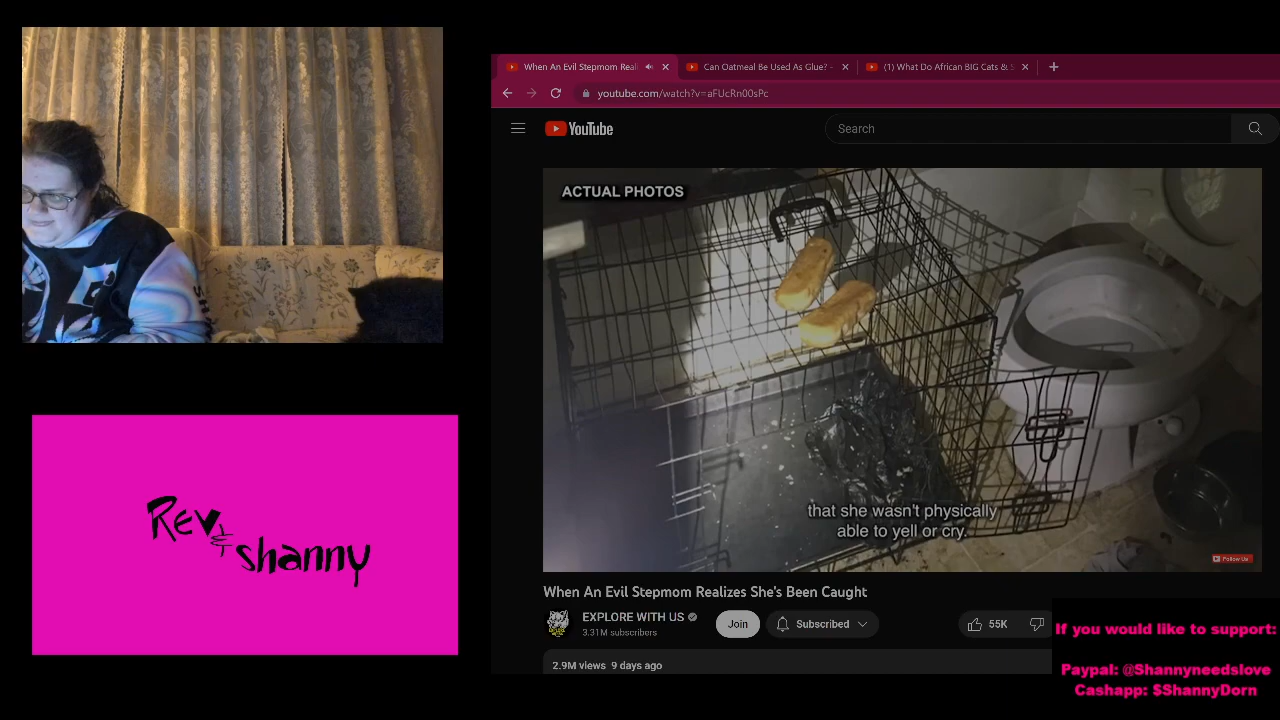 When An Evil Stepmom Reali
Can Oatmeal Be Used As Glue? -
(1) What Do African BIG Cats &
youtube.com/watch?v=aFUcRn00sPc
YouTube
Search
ACTUAL PHOTOS
that she wasn't physically
able to yell or cry.
Follow Us
When An Evil Stepmom Realizes She's Been Caught
EXPLORE WITH US
3.31M subscribers
Join
Subscribed
55K
2.9M views 9 days ago
Rev
&
shanny
If you would like to support:
Paypal: @Shannyneedslove
Cashapp: $ShannyDorn